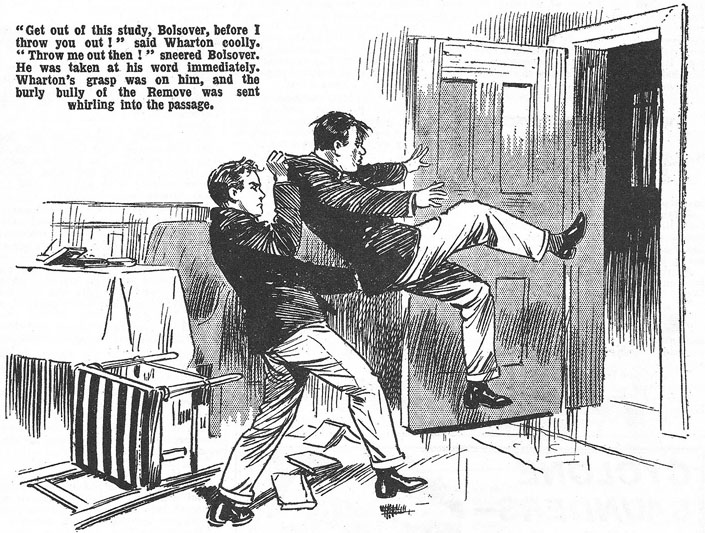 "Get out of this study, Bolsover, before I
throw you out!" said Wharton coolly.
"Throw me out then!" sneered Bolsover.
He was taken at his word immediately.
Wharton's grasp was on him, and the
burly bully of the Remove was sent
whirling into the passage.